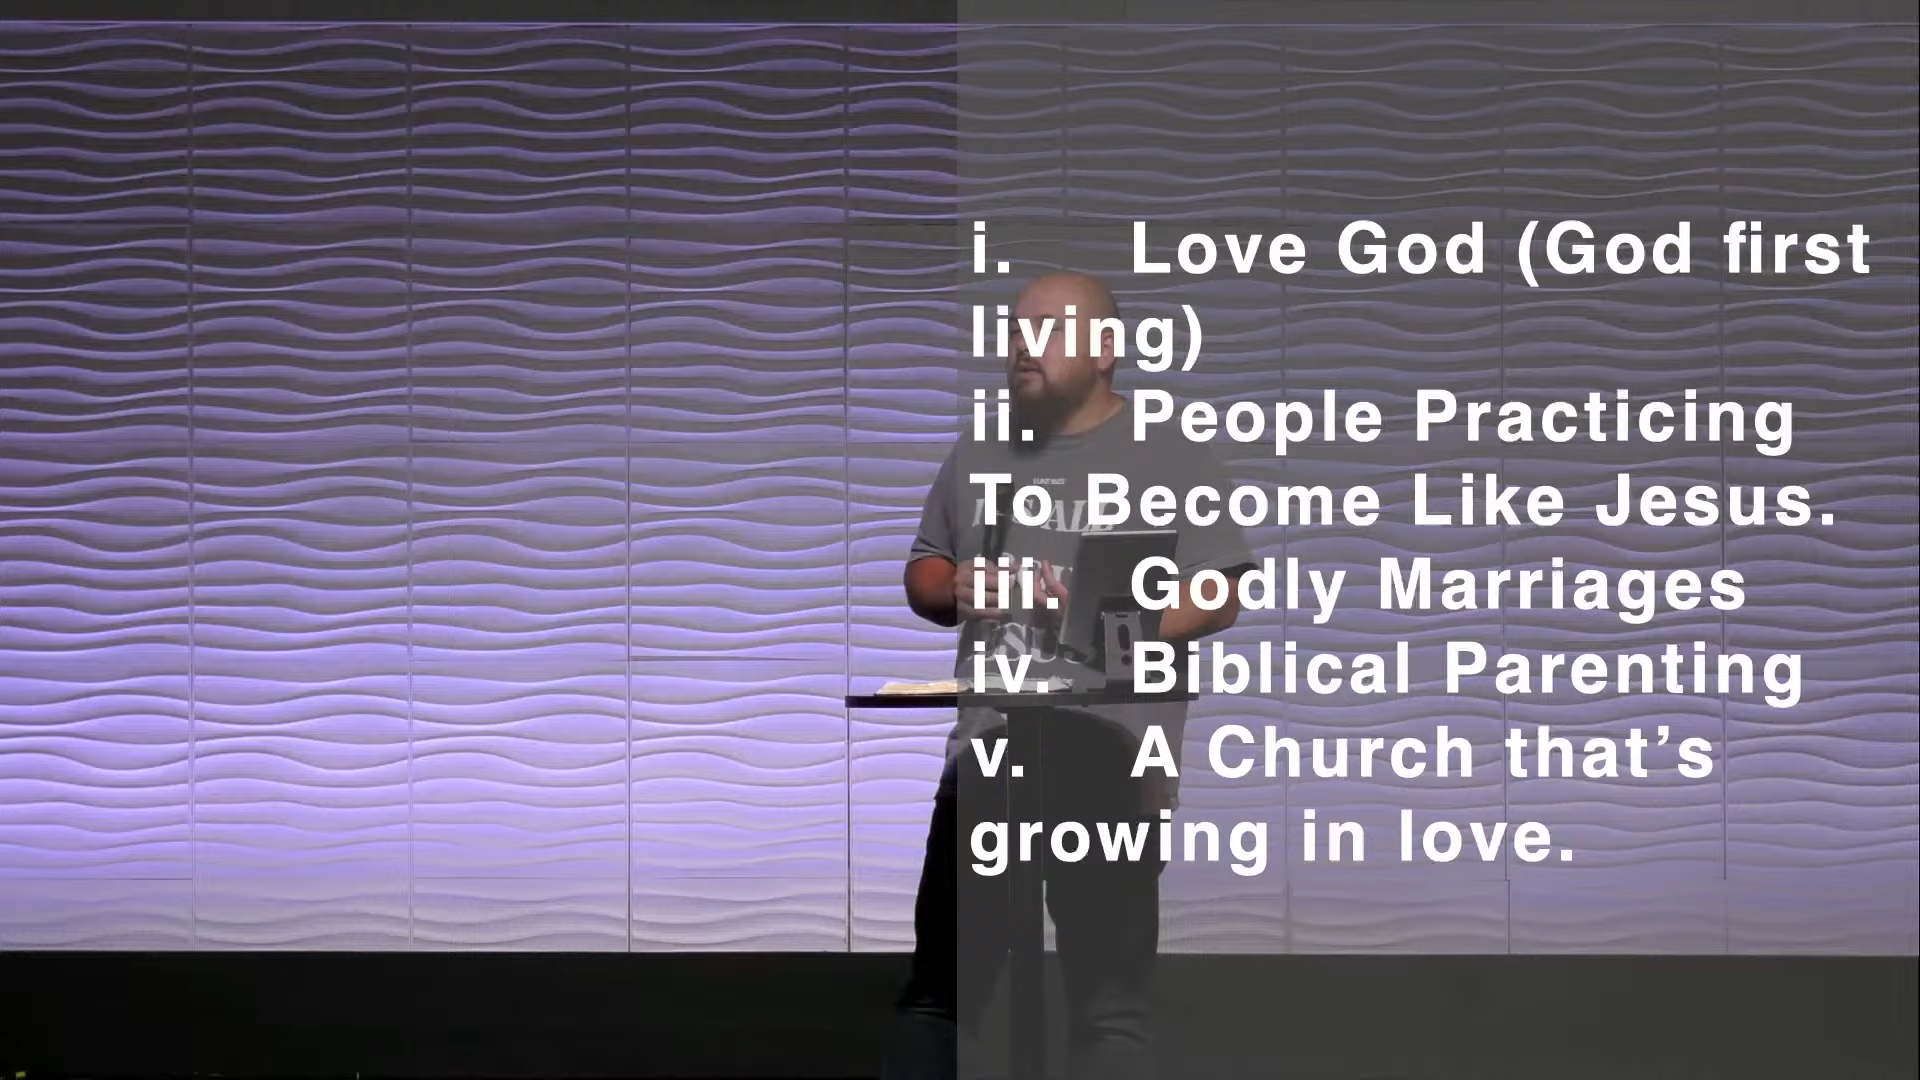 i. Love God (God first
living)
ii. People Practicing
To Become Like Jesus.
iii. Godly Marriages
iv. Biblical Parenting
v. A Church that’s
growing in love.
ALL